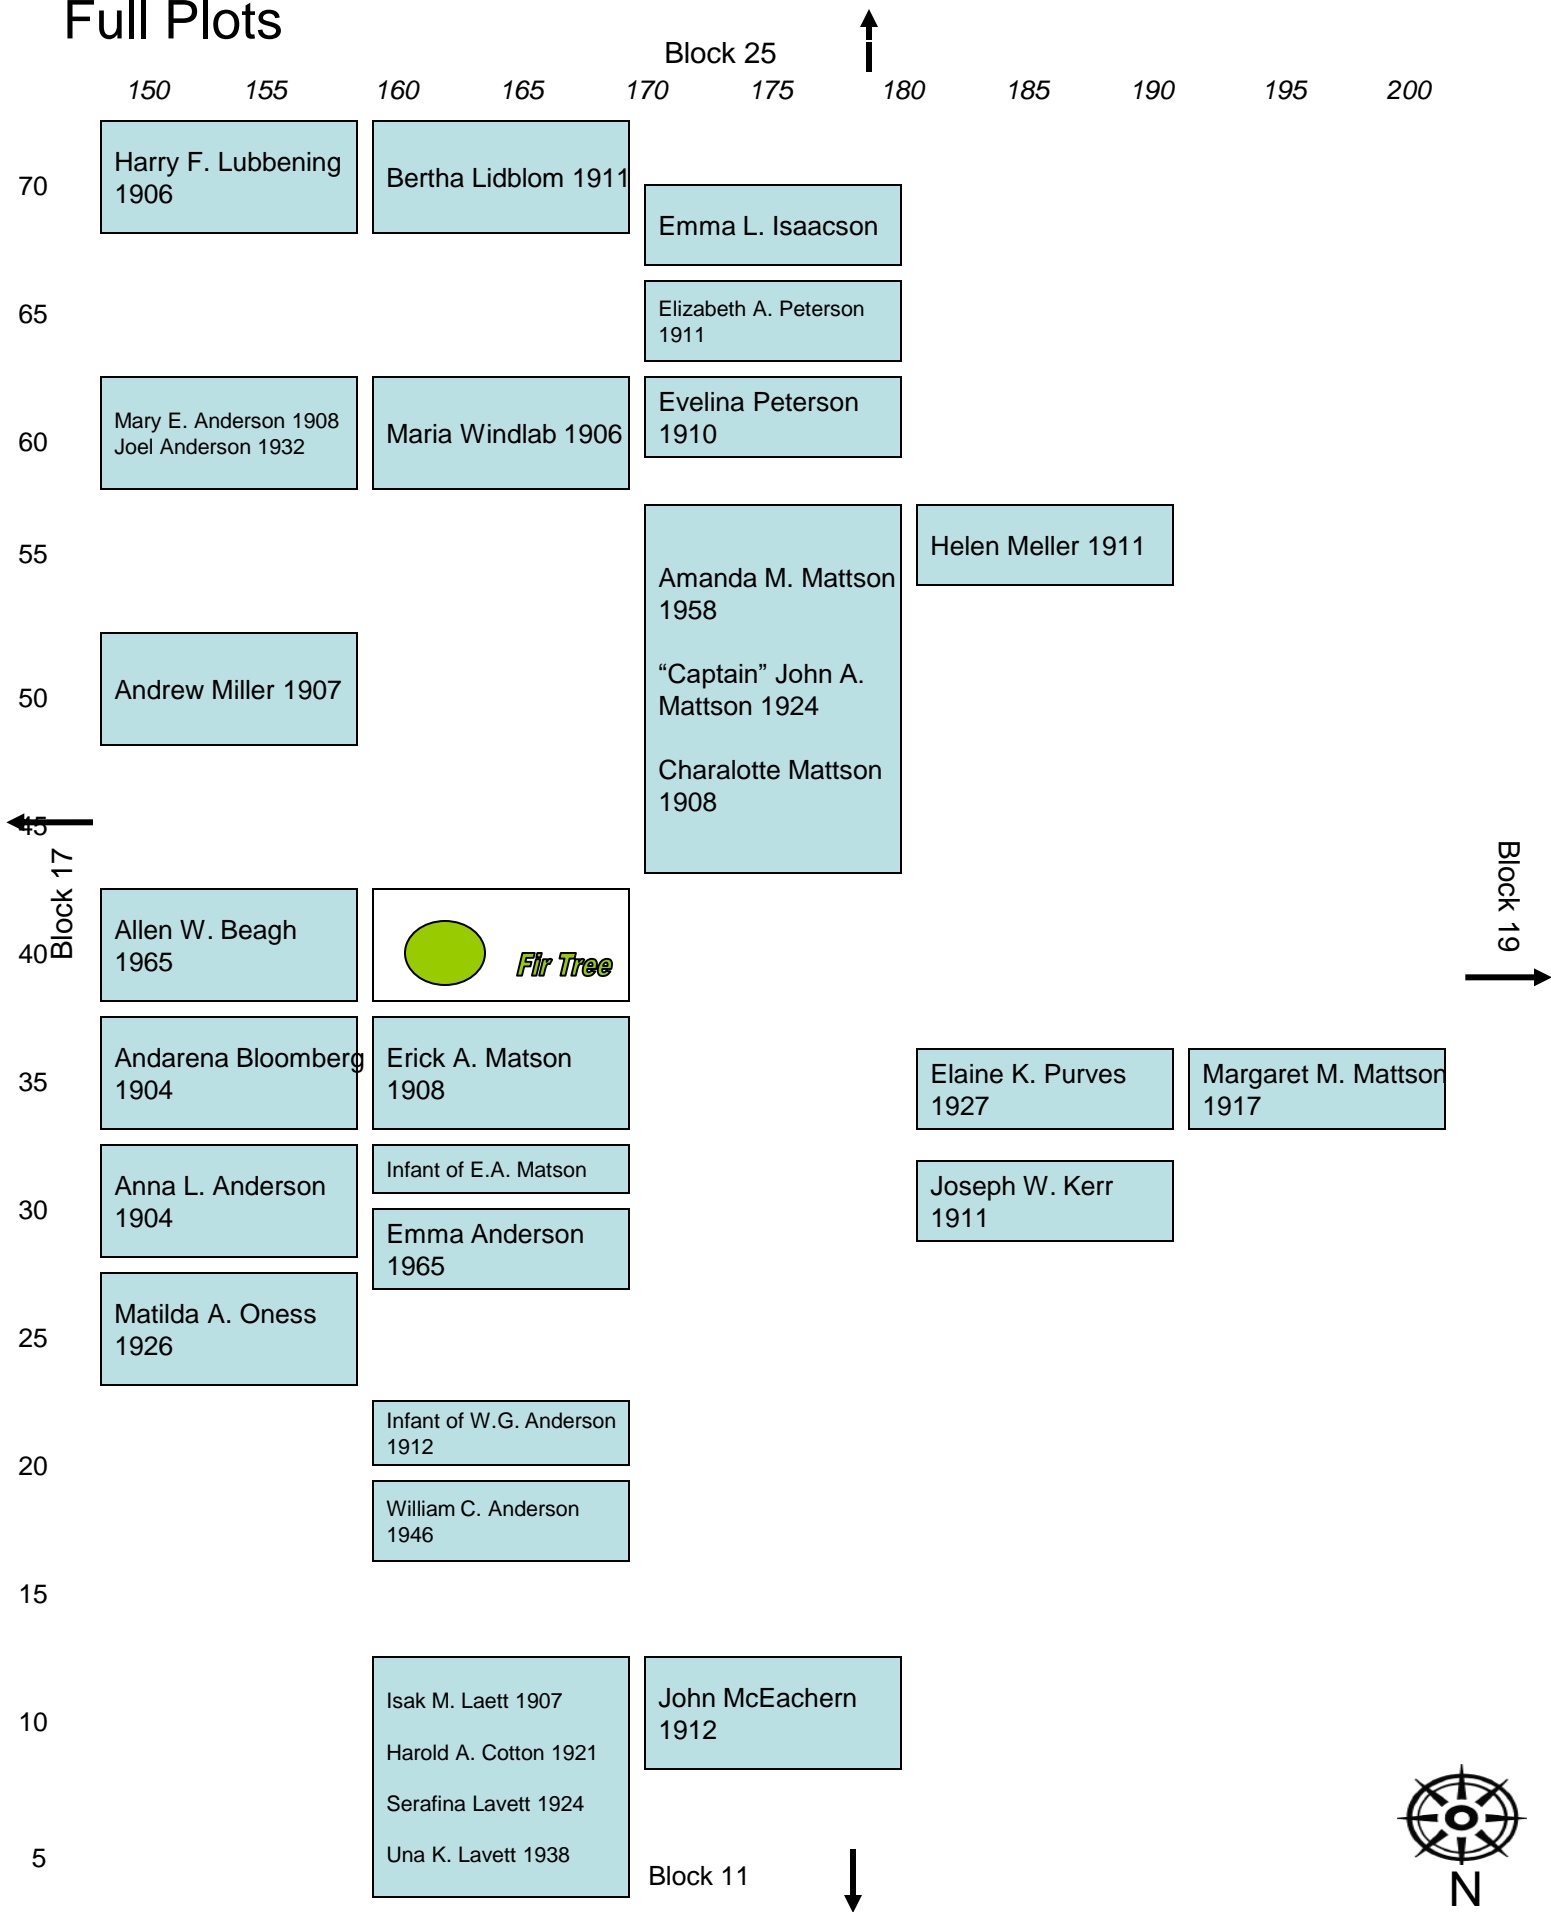 Full Plots
Block 25
150 155 160 165 170 175 180 185 190 195 200
Harry F. Lubbening
1906
Bertha Lidblom 1911
70
Emma L. Isaacson
65
Elizabeth A. Peterson
1911
Mary E. Anderson 1908
Joel Anderson 1932
Maria Windlab 1906
Evelina Peterson
1910
60
55
Helen Meller 1911
Amanda M. Mattson
1958
“Captain” John A.
Mattson 1924
Charalotte Mattson
1908
Andrew Miller 1907
50
45
Block 17
Block 19
Allen W. Beagh
1965
40
Fir Tree
Andarena Bloomberg
1904
Erick A. Matson
1908
35
Elaine K. Purves
1927
Margaret M. Mattson
1917
Anna L. Anderson
1904
Infant of E.A. Matson
30
Emma Anderson
1965
Joseph W. Kerr
1911
Matilda A. Oness
1926
25
Infant of W.G. Anderson
1912
20
William C. Anderson
1946
15
Isak M. Laett 1907
Harold A. Cotton 1921
Serafina Lavett 1924
Una K. Lavett 1938
John McEachern
1912
10
5
Block 11
N